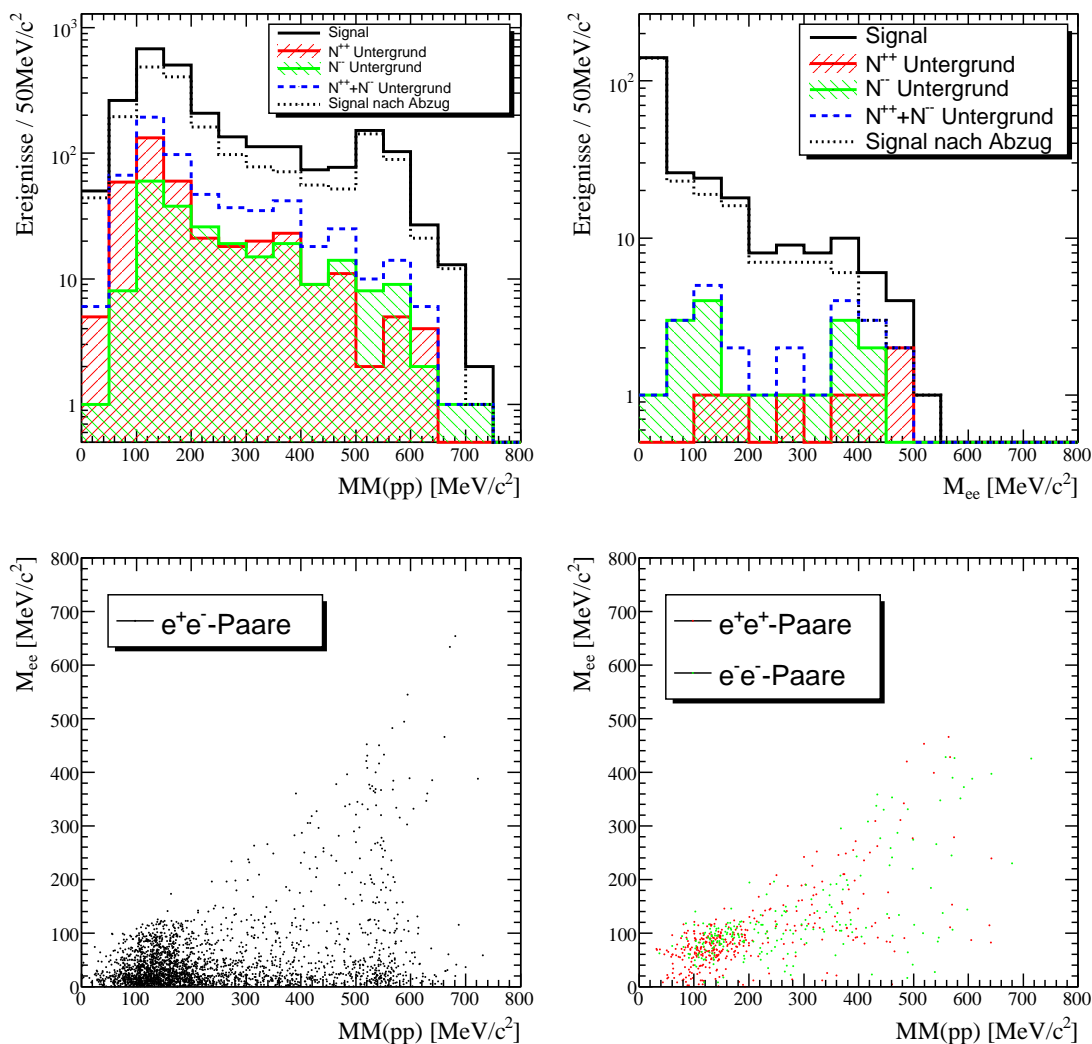 Ereignisse / 50MeV/c²
10³
10²
10
1
Signal
N⁺⁺ Untergrund
N⁻⁻ Untergrund
N⁺⁺+N⁻⁻ Untergrund
Signal nach Abzug
0 100 200 300 400 500 600 700 800
MM(pp) [MeV/c²]
Ereignisse / 50MeV/c²
10²
10
1
Signal
N⁺⁺ Untergrund
N⁻⁻ Untergrund
N⁺⁺+N⁻⁻ Untergrund
Signal nach Abzug
0 100 200 300 400 500 600 700 800
M_ee [MeV/c²]
M_ee [MeV/c²]
800
700
600
500
400
300
200
100
0
e⁺e⁻-Paare
0 100 200 300 400 500 600 700 800
MM(pp) [MeV/c²]
M_ee [MeV/c²]
800
700
600
500
400
300
200
100
0
e⁺e⁺-Paare
e⁻e⁻-Paare
0 100 200 300 400 500 600 700 800
MM(pp) [MeV/c²]